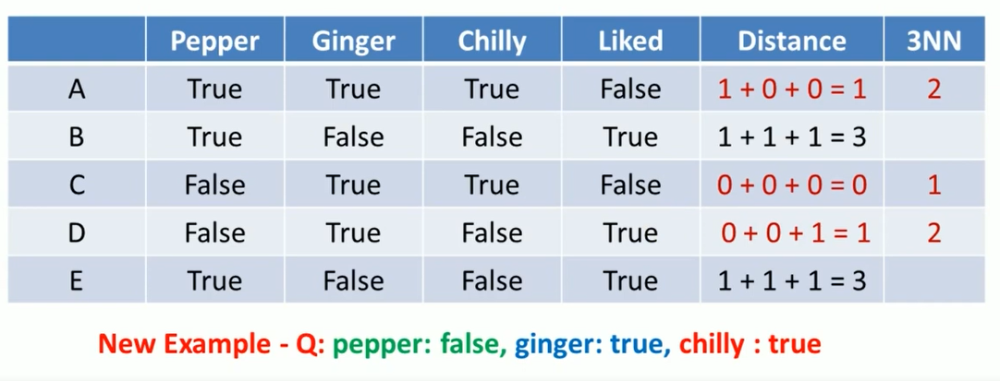 Pepper Ginger Chilly Liked Distance 3NN
A True True True False 1 + 0 + 0 = 1 2
B True False False True 1 + 1 + 1 = 3
C False True True False 0 + 0 + 0 = 0 1
D False True False True 0 + 0 + 1 = 1 2
E True False False True 1 + 1 + 1 = 3
New Example - Q: pepper: false, ginger: true, chilly : true